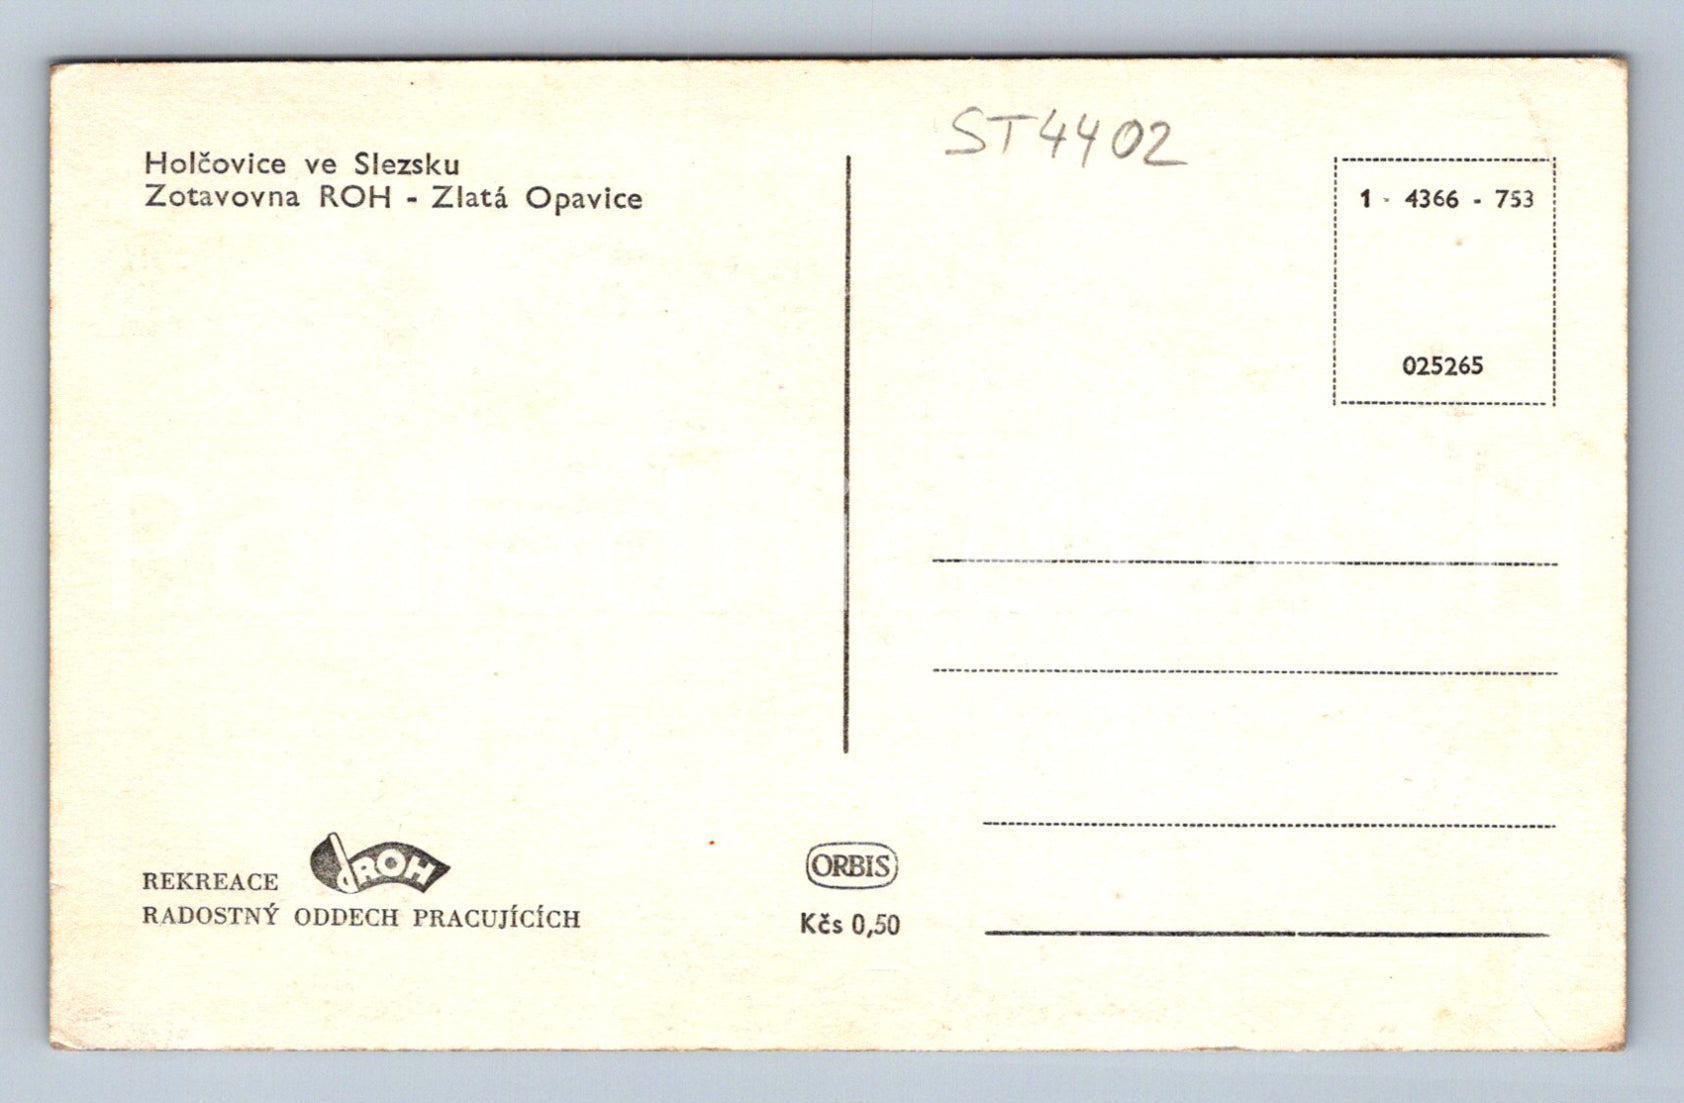 Holčovice ve Slezsku
Zotavovna ROH - Zlatá Opavice
ST4402
1 - 4366 - 753
025265
REKREACE ROH
RADOSTNÝ ODDECH PRACUJÍCÍCH
ORBIS
Kčs 0,50